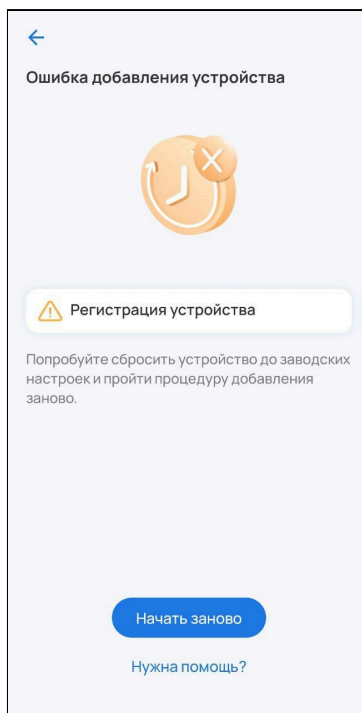 Ошибка добавления устройства
Регистрация устройства
Попробуйте сбросить устройство до заводских
настроек и пройти процедуру добавления
заново.
Начать заново
Нужна помощь?